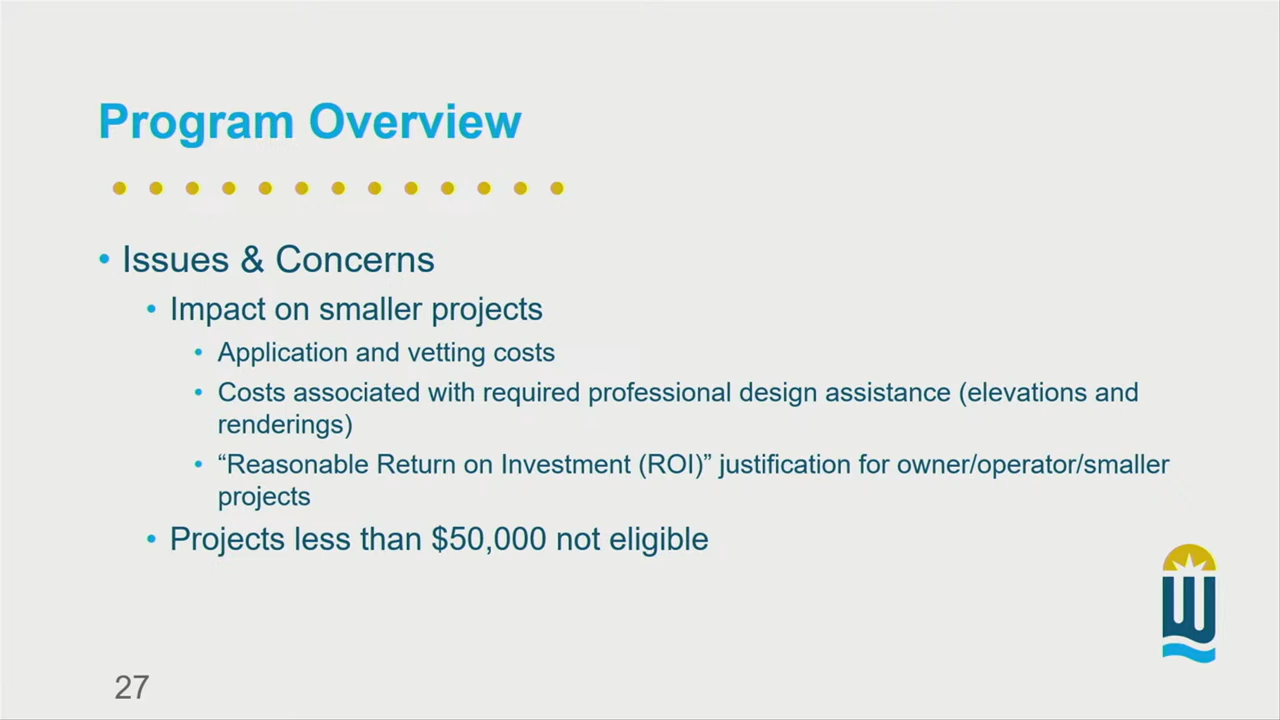 Program Overview
• Issues & Concerns
• Impact on smaller projects
• Application and vetting costs
• Costs associated with required professional design assistance (elevations and
renderings)
• “Reasonable Return on Investment (ROI)” justification for owner/operator/smaller
projects
• Projects less than $50,000 not eligible
W
27